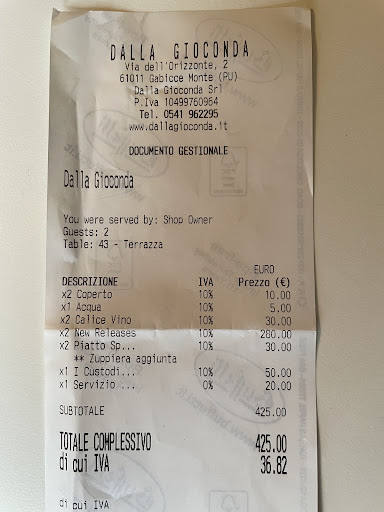 DALLA GIOCONDA
Via dell'Orizzonte, 2
61011 Gabicce Monte (PU)
Dalla Gioconda Srl
P.Iva 10499760964
Tel. 0541 962295
www.dallagioconda.it
DOCUMENTO GESTIONALE
Dalla Gioconda
You were served by: Shop Owner
Guests: 2
Table: 43 - Terrazza
EURO
DESCRIZIONE IVA Prezzo (€)
x2 Coperto 10% 10.00
x1 Acqua 10% 5.00
x2 Calice Vino 10% 30.00
x2 New Releases 10% 280.00
x2 Piatto Sp... 10% 30.00
** Zuppiera aggiunta
x1 I Custodi... 10% 50.00
x1 Servizio ... 0% 20.00
SUBTOTALE 425.00
TOTALE COMPLESSIVO 425.00
di cui IVA 36.82
di cui IVA